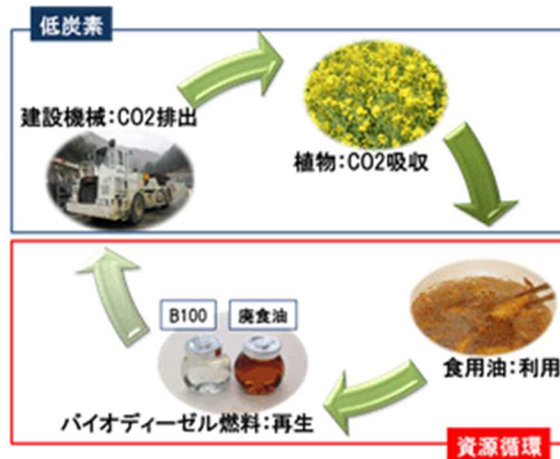 低炭素
建設機械：CO2排出
植物：CO2吸収
B100
廃食油
食用油：利用
バイオディーゼル燃料：再生
資源循環